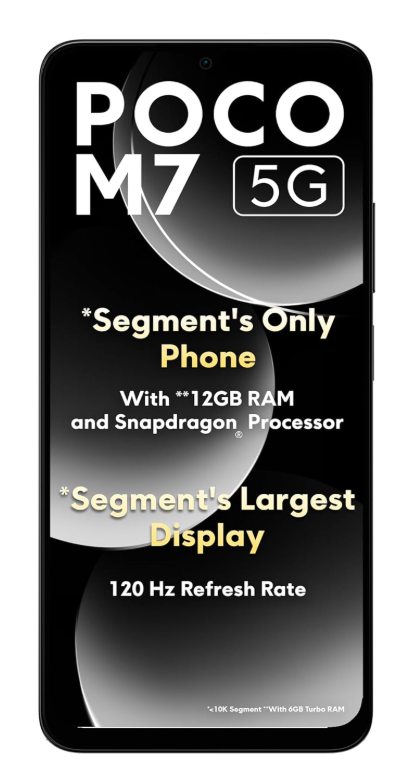 POCO
M7 5G
*Segment's Only
Phone
With **12GB RAM
and Snapdragon® Processor
*Segment's Largest
Display
120 Hz Refresh Rate
*<10K Segment **With 6GB Turbo RAM